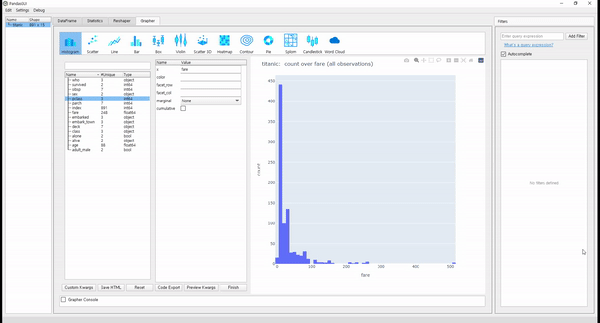 PandasGUI
Edit Settings Debug
Name Shape
titanic 891 x 15
DataFrame Statistics Reshaper Grapher
Histogram Scatter Line Bar Box Violin Scatter 3D Heatmap Contour Pie Splom Candlestick Word Cloud
Name #Unique Type
who 3 object
survived 2 int64
sibsp 7 int64
sex 2 object
pclass 3 int64
parch 7 int64
index 891 int64
fare 248 float64
embarked 3 object
embark_town 3 object
deck 7 object
class 3 object
alone 2 bool
alive 2 object
age 88 float64
adult_male 2 bool
Name Value
x fare
color
facet_row
facet_col
marginal None
cumulative
titanic: count over fare (all observations)
450
400
350
300
250
200
150
100
50
0
count
0 100 200 300 400 500
fare
Custom Kwargs Save HTML Reset Code Export Preview Kwargs Finish
Grapher Console
Filters
Enter query expression Add Filter
What's a query expression?
Autocomplete
No filters defined